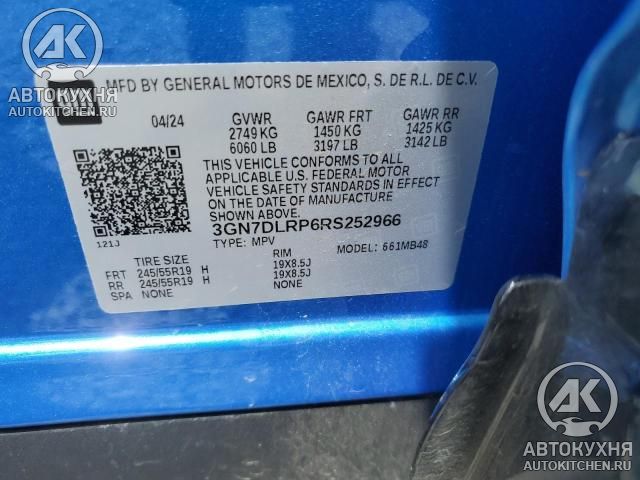 AK
АВТОКУХНЯ
AUTOKITCHEN.RU
GM
MFD BY GENERAL MOTORS DE MEXICO, S. DE R.L. DE C.V.
04/24 GVWR GAWR FRT GAWR RR
2749 KG 1450 KG 1425 KG
6060 LB 3197 LB 3142 LB
THIS VEHICLE CONFORMS TO ALL
APPLICABLE U.S. FEDERAL MOTOR
VEHICLE SAFETY STANDARDS IN EFFECT
ON THE DATE OF MANUFACTURE
SHOWN ABOVE.
3GN7DLRP6RS252966
121J TYPE: MPV MODEL: 661MB48
TIRE SIZE RIM
FRT 245/55R19 H 19X8.5J
RR 245/55R19 H 19X8.5J
SPA NONE NONE
AK
АВТОКУХНЯ
AUTOKITCHEN.RU